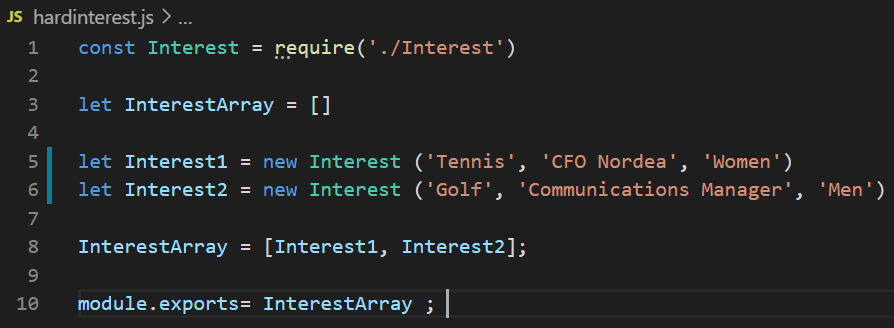 JS hardinterest.js > ...
1 const Interest = require('./Interest')
2
3 let InterestArray = []
4
5 let Interest1 = new Interest ('Tennis', 'CFO Nordea', 'Women')
6 let Interest2 = new Interest ('Golf', 'Communications Manager', 'Men')
7
8 InterestArray = [Interest1, Interest2];
9
10 module.exports= InterestArray ;